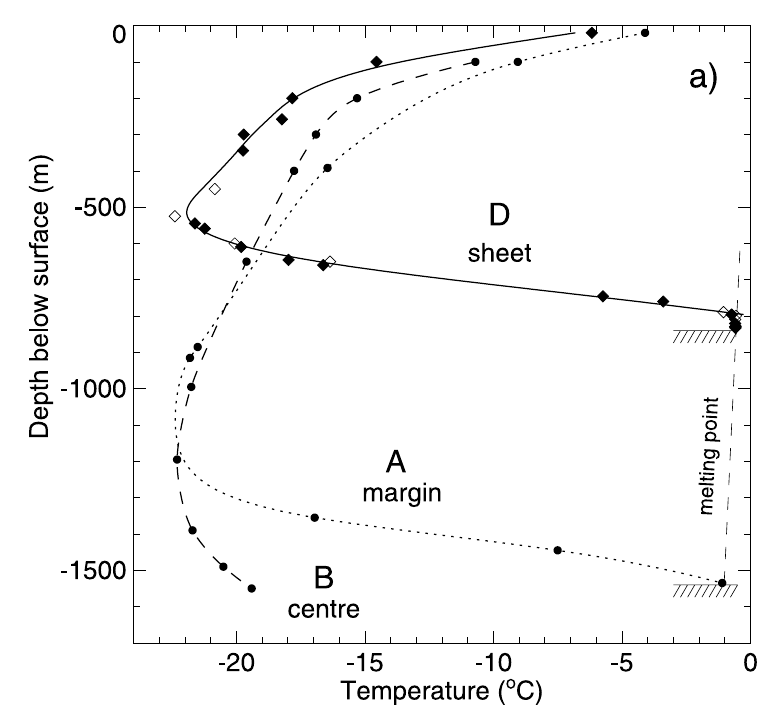 0
a)
-500
D
sheet
-1000
A
margin
melting point
-1500
B
centre
-20 -15 -10 -5 0
Temperature (°C)
Depth below surface (m)